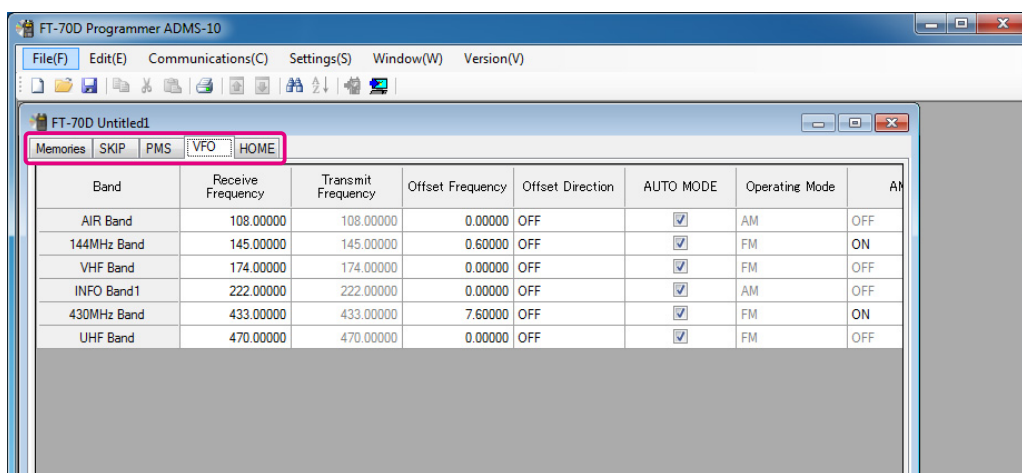 FT-70D Programmer ADMS-10
File(F) Edit(E) Communications(C) Settings(S) Window(W) Version(V)
FT-70D Untitled1
Memories SKIP PMS VFO HOME
Band Receive Frequency Transmit Frequency Offset Frequency Offset Direction AUTO MODE Operating Mode
AIR Band 108.00000 108.00000 0.00000 OFF AM OFF
144MHz Band 145.00000 145.00000 0.60000 OFF FM ON
VHF Band 174.00000 174.00000 0.00000 OFF FM OFF
INFO Band1 222.00000 222.00000 0.00000 OFF AM OFF
430MHz Band 433.00000 433.00000 7.60000 OFF FM ON
UHF Band 470.00000 470.00000 0.00000 OFF FM OFF